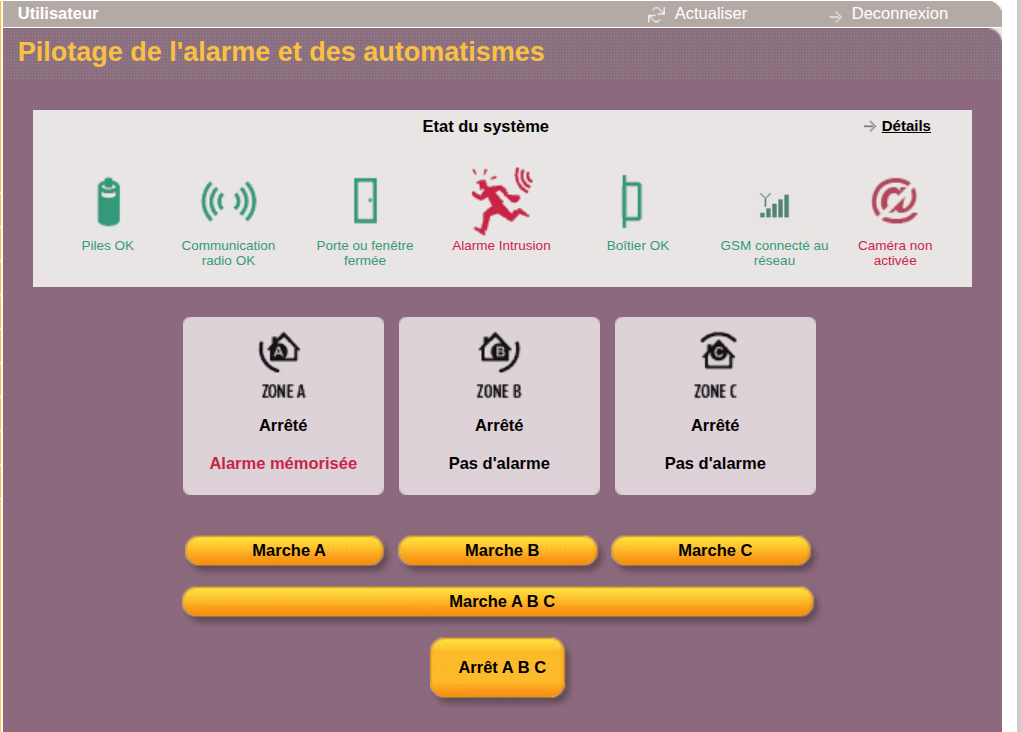 Utilisateur
Actualiser
Deconnexion
Pilotage de l'alarme et des automatismes
Etat du système
Détails
Piles OK
Communication
radio OK
Porte ou fenêtre
fermée
Alarme Intrusion
Boîtier OK
GSM connecté au
réseau
Caméra non
activée
A
ZONE A
Arrêté
Alarme mémorisée
B
ZONE B
Arrêté
Pas d'alarme
C
ZONE C
Arrêté
Pas d'alarme
Marche A
Marche B
Marche C
Marche A B C
Arrêt A B C